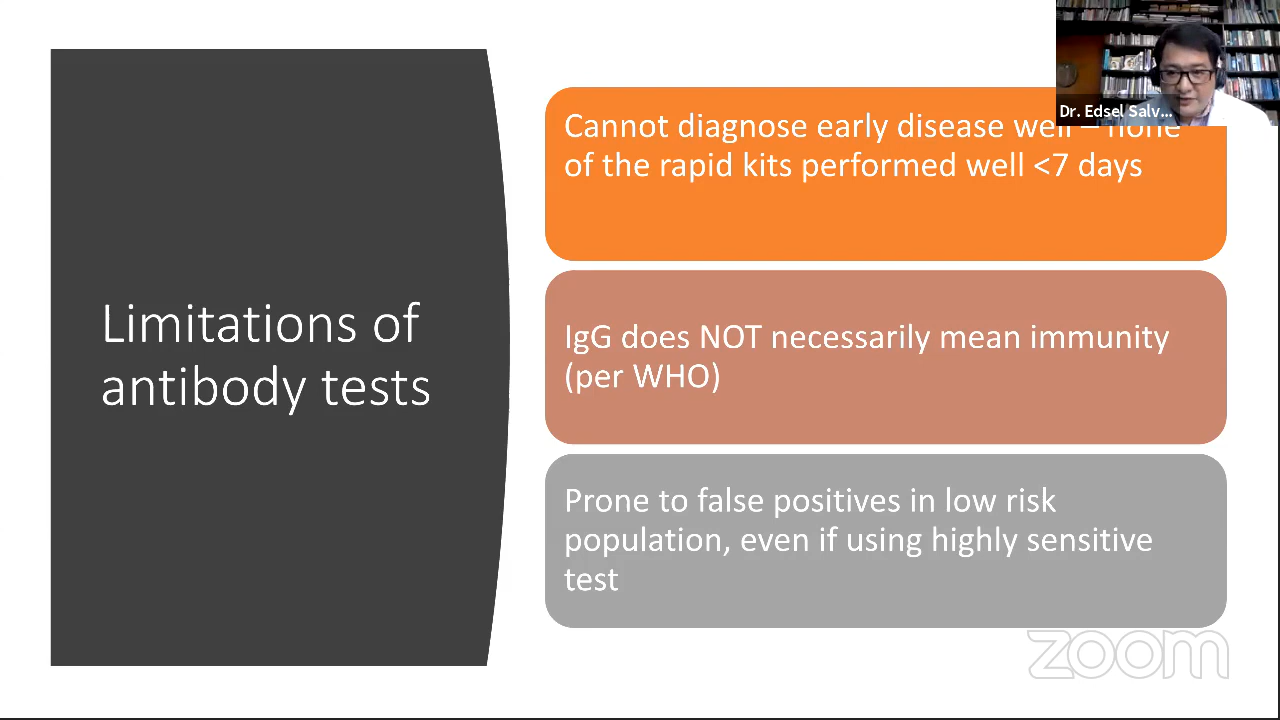 Limitations of
antibody tests
Cannot diagnose early disease well – none
of the rapid kits performed well <7 days
IgG does NOT necessarily mean immunity
(per WHO)
Prone to false positives in low risk
population, even if using highly sensitive
test
Dr. Edsel Salv...
zoom